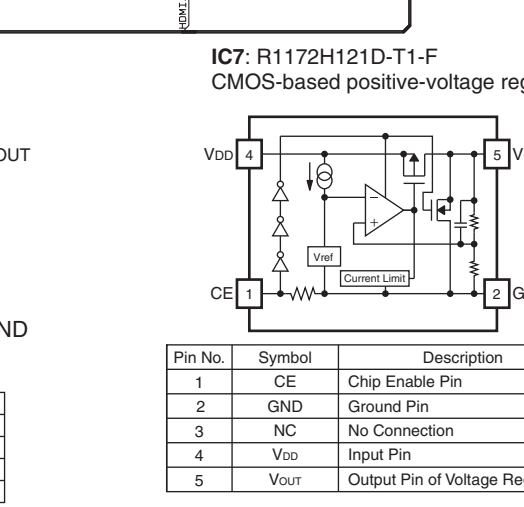 HDMI
IC7: R1172H121D-T1-F
CMOS-based positive-voltage reg
OUT
VDD 4
5 V
Vref
Current Limit
CE 1
2 G
ND
Pin No. Symbol Description
1 CE Chip Enable Pin
2 GND Ground Pin
3 NC No Connection
4 VDD Input Pin
5 VOUT Output Pin of Voltage Re